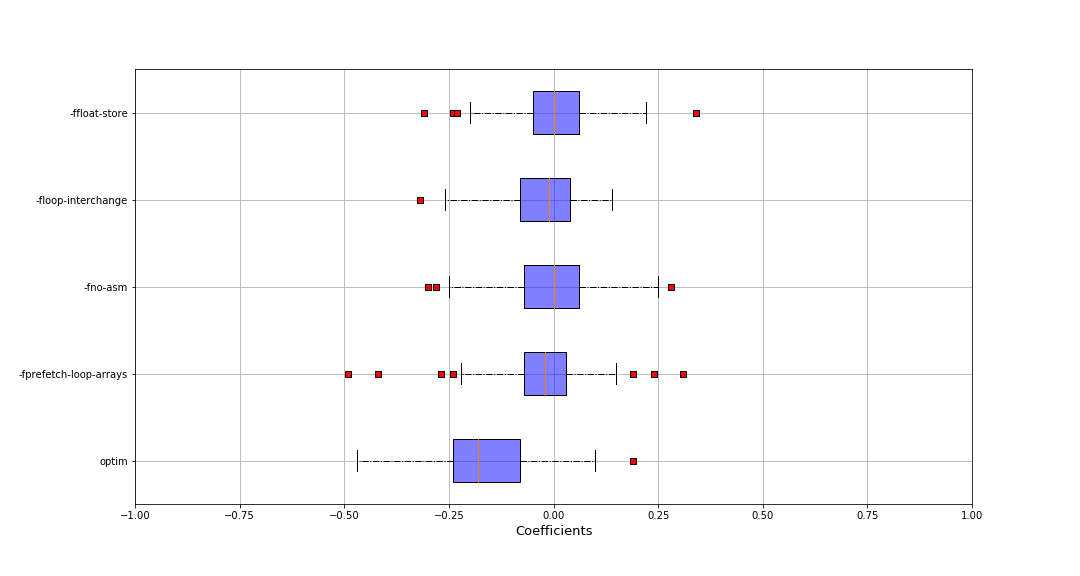 -ffloat-store
-floop-interchange
-fno-asm
-fprefetch-loop-arrays
optim
−1.00 −0.75 −0.50 −0.25 0.00 0.25 0.50 0.75 1.00
Coefficients